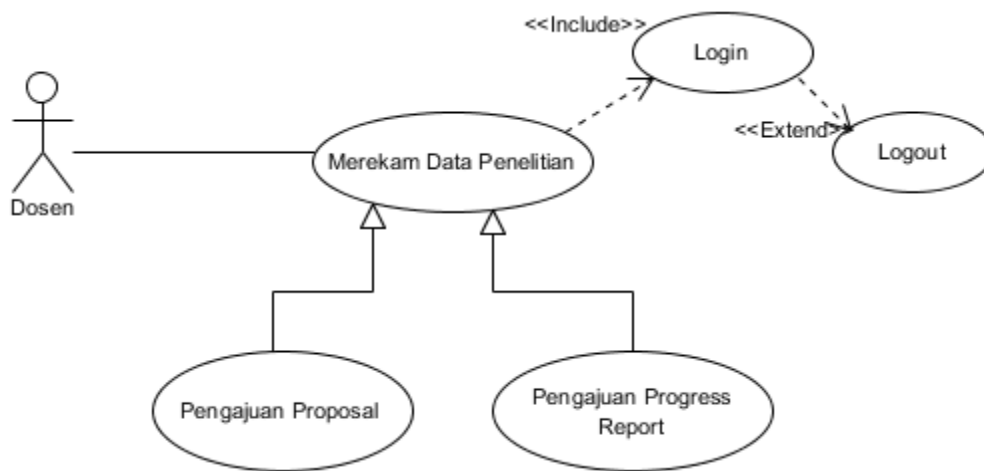 <<Include>>
Login
<<Extend>
Logout
Merekam Data Penelitian
Dosen
Pengajuan Proposal
Pengajuan Progress
Report